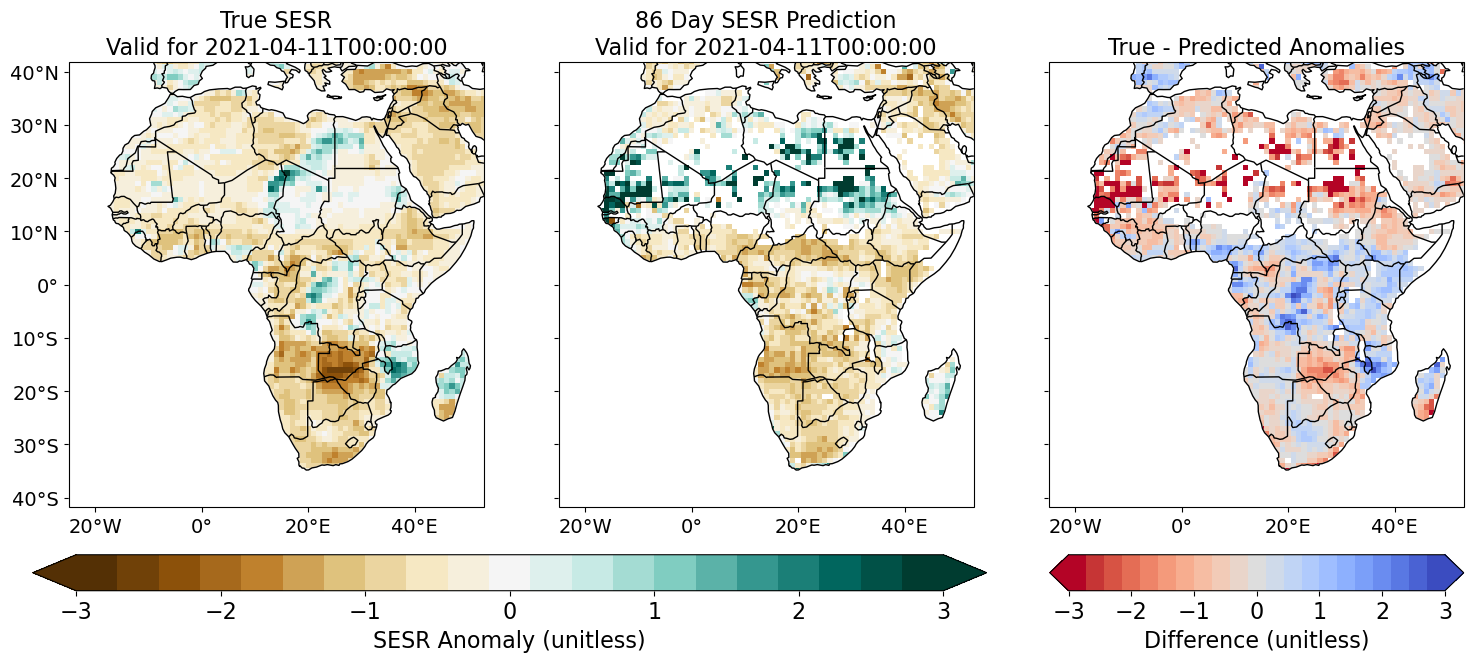 True SESR
Valid for 2021-04-11T00:00:00
86 Day SESR Prediction
Valid for 2021-04-11T00:00:00
True - Predicted Anomalies
40°N
30°N
20°N
10°N
0°
10°S
20°S
30°S
40°S
20°W 0° 20°E 40°E
20°W 0° 20°E 40°E
20°W 0° 20°E 40°E
−3 −2 −1 0 1 2 3
SESR Anomaly (unitless)
−3 −2 −1 0 1 2 3
Difference (unitless)